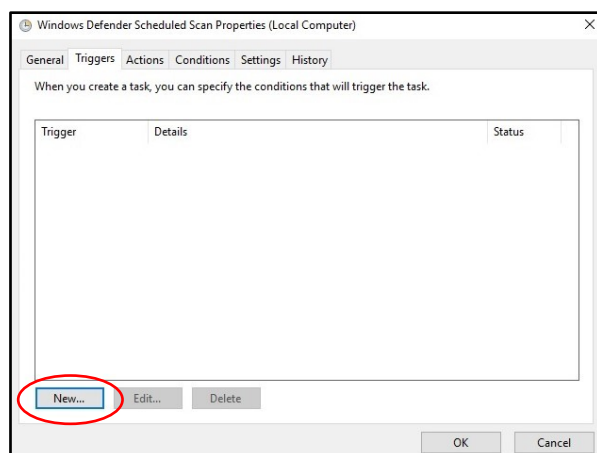 Windows Defender Scheduled Scan Properties (Local Computer)
General Triggers Actions Conditions Settings History
When you create a task, you can specify the conditions that will trigger the task.
Trigger Details Status
New... Edit... Delete
OK Cancel